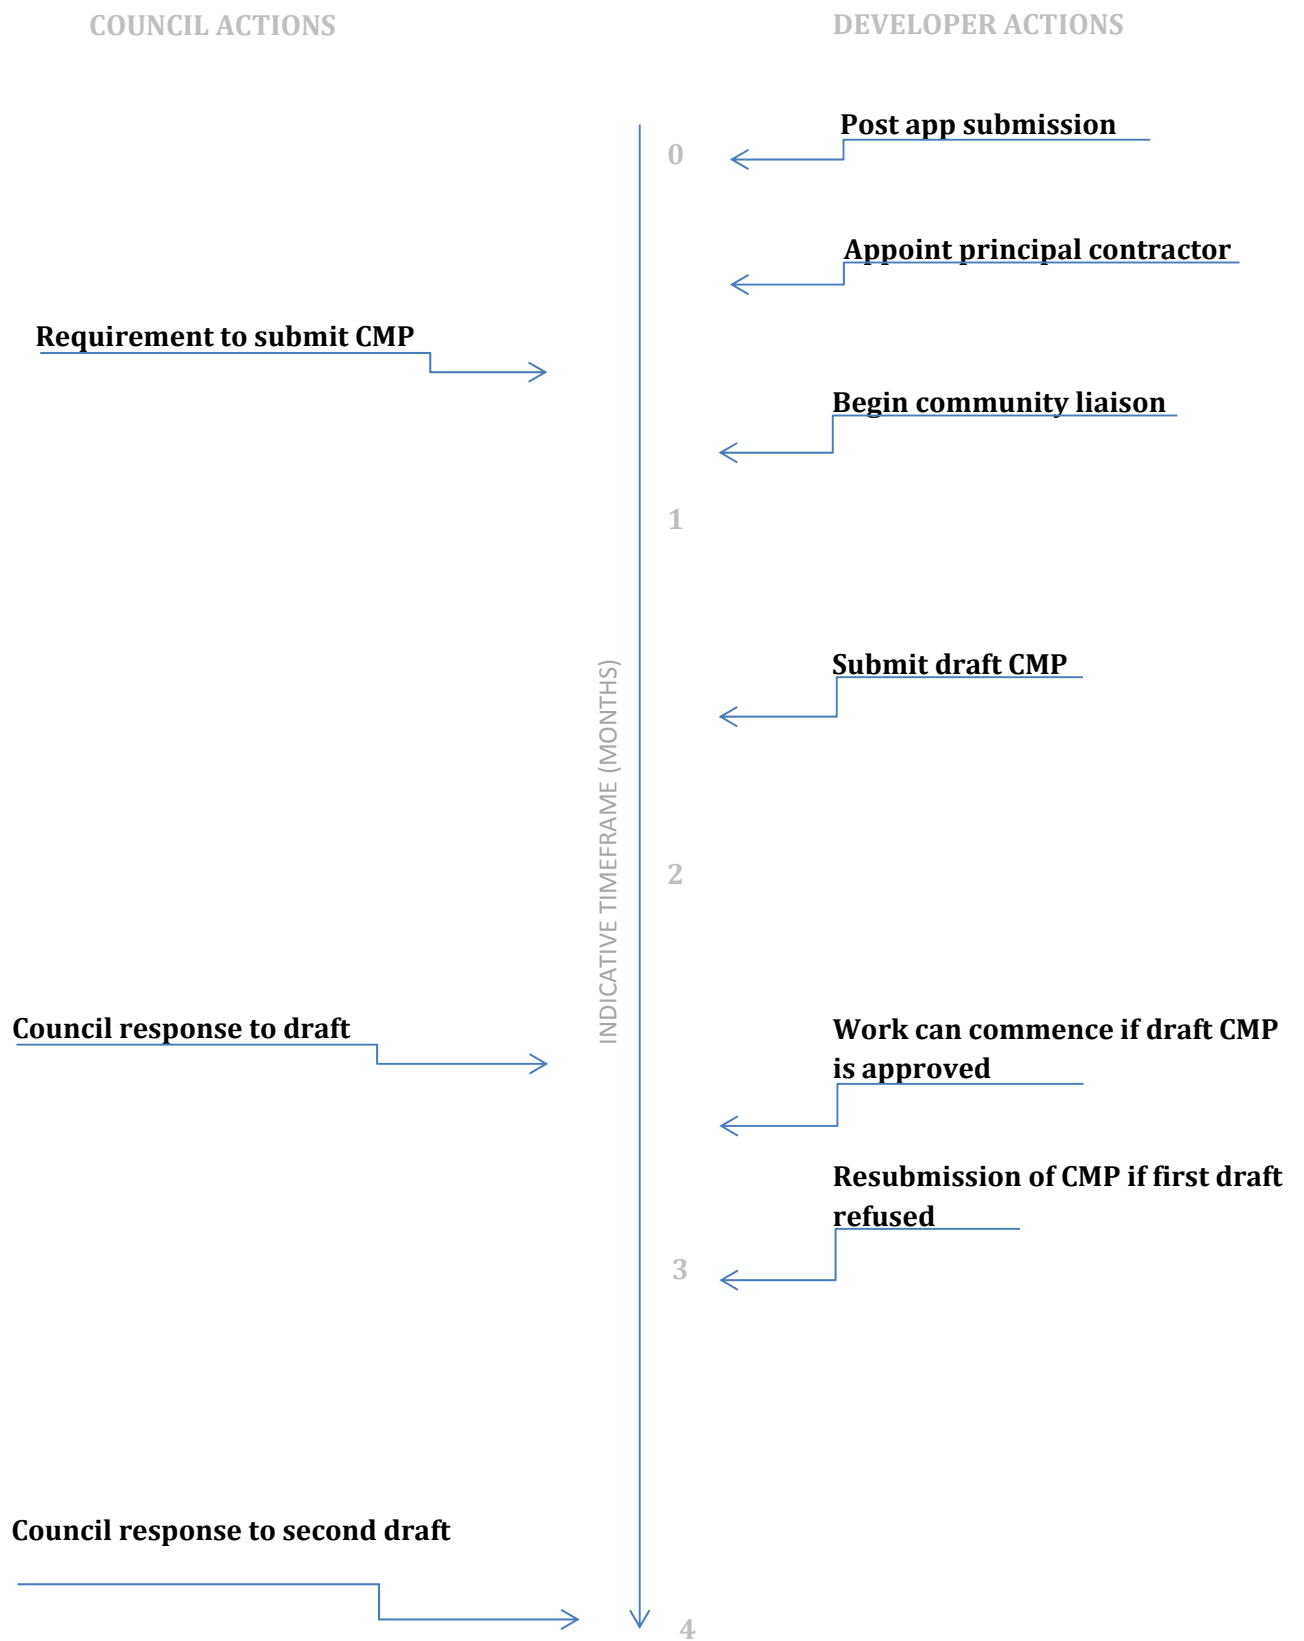 COUNCIL ACTIONS
DEVELOPER ACTIONS
Post app submission
0
Appoint principal contractor
Requirement to submit CMP
Begin community liaison
1
Submit draft CMP
INDICATIVE TIMEFRAME (MONTHS)
2
Council response to draft
Work can commence if draft CMP
is approved
Resubmission of CMP if first draft
refused
3
Council response to second draft
4